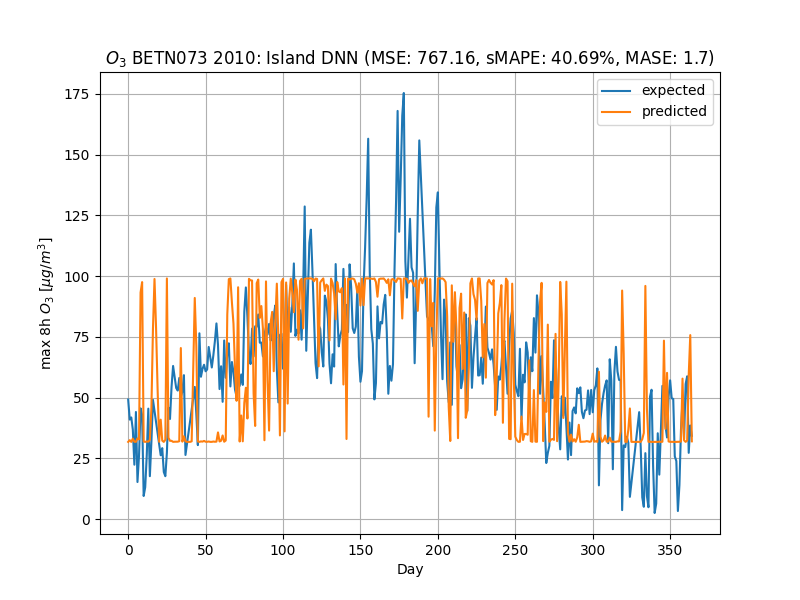 O3 BETN073 2010: Island DNN (MSE: 767.16, sMAPE: 40.69%, MASE: 1.7)
expected
predicted
max 8h O3 [μg/m3]
175
150
125
100
75
50
25
0
0 50 100 150 200 250 300 350
Day